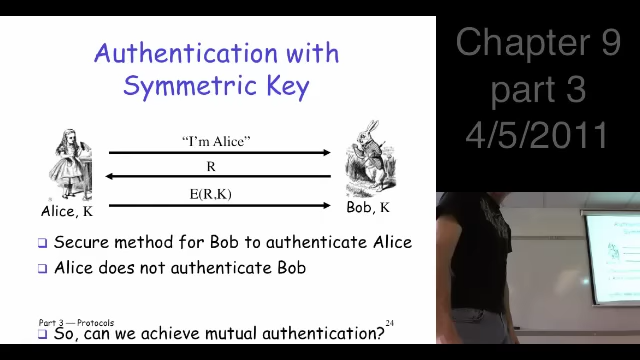 Authentication with
Symmetric Key
"I'm Alice"
R
E(R,K)
Alice, K
Bob, K
Secure method for Bob to authenticate Alice
Alice does not authenticate Bob
Part 3 — Protocols
24
So, can we achieve mutual authentication?
Chapter 9
part 3
4/5/2011